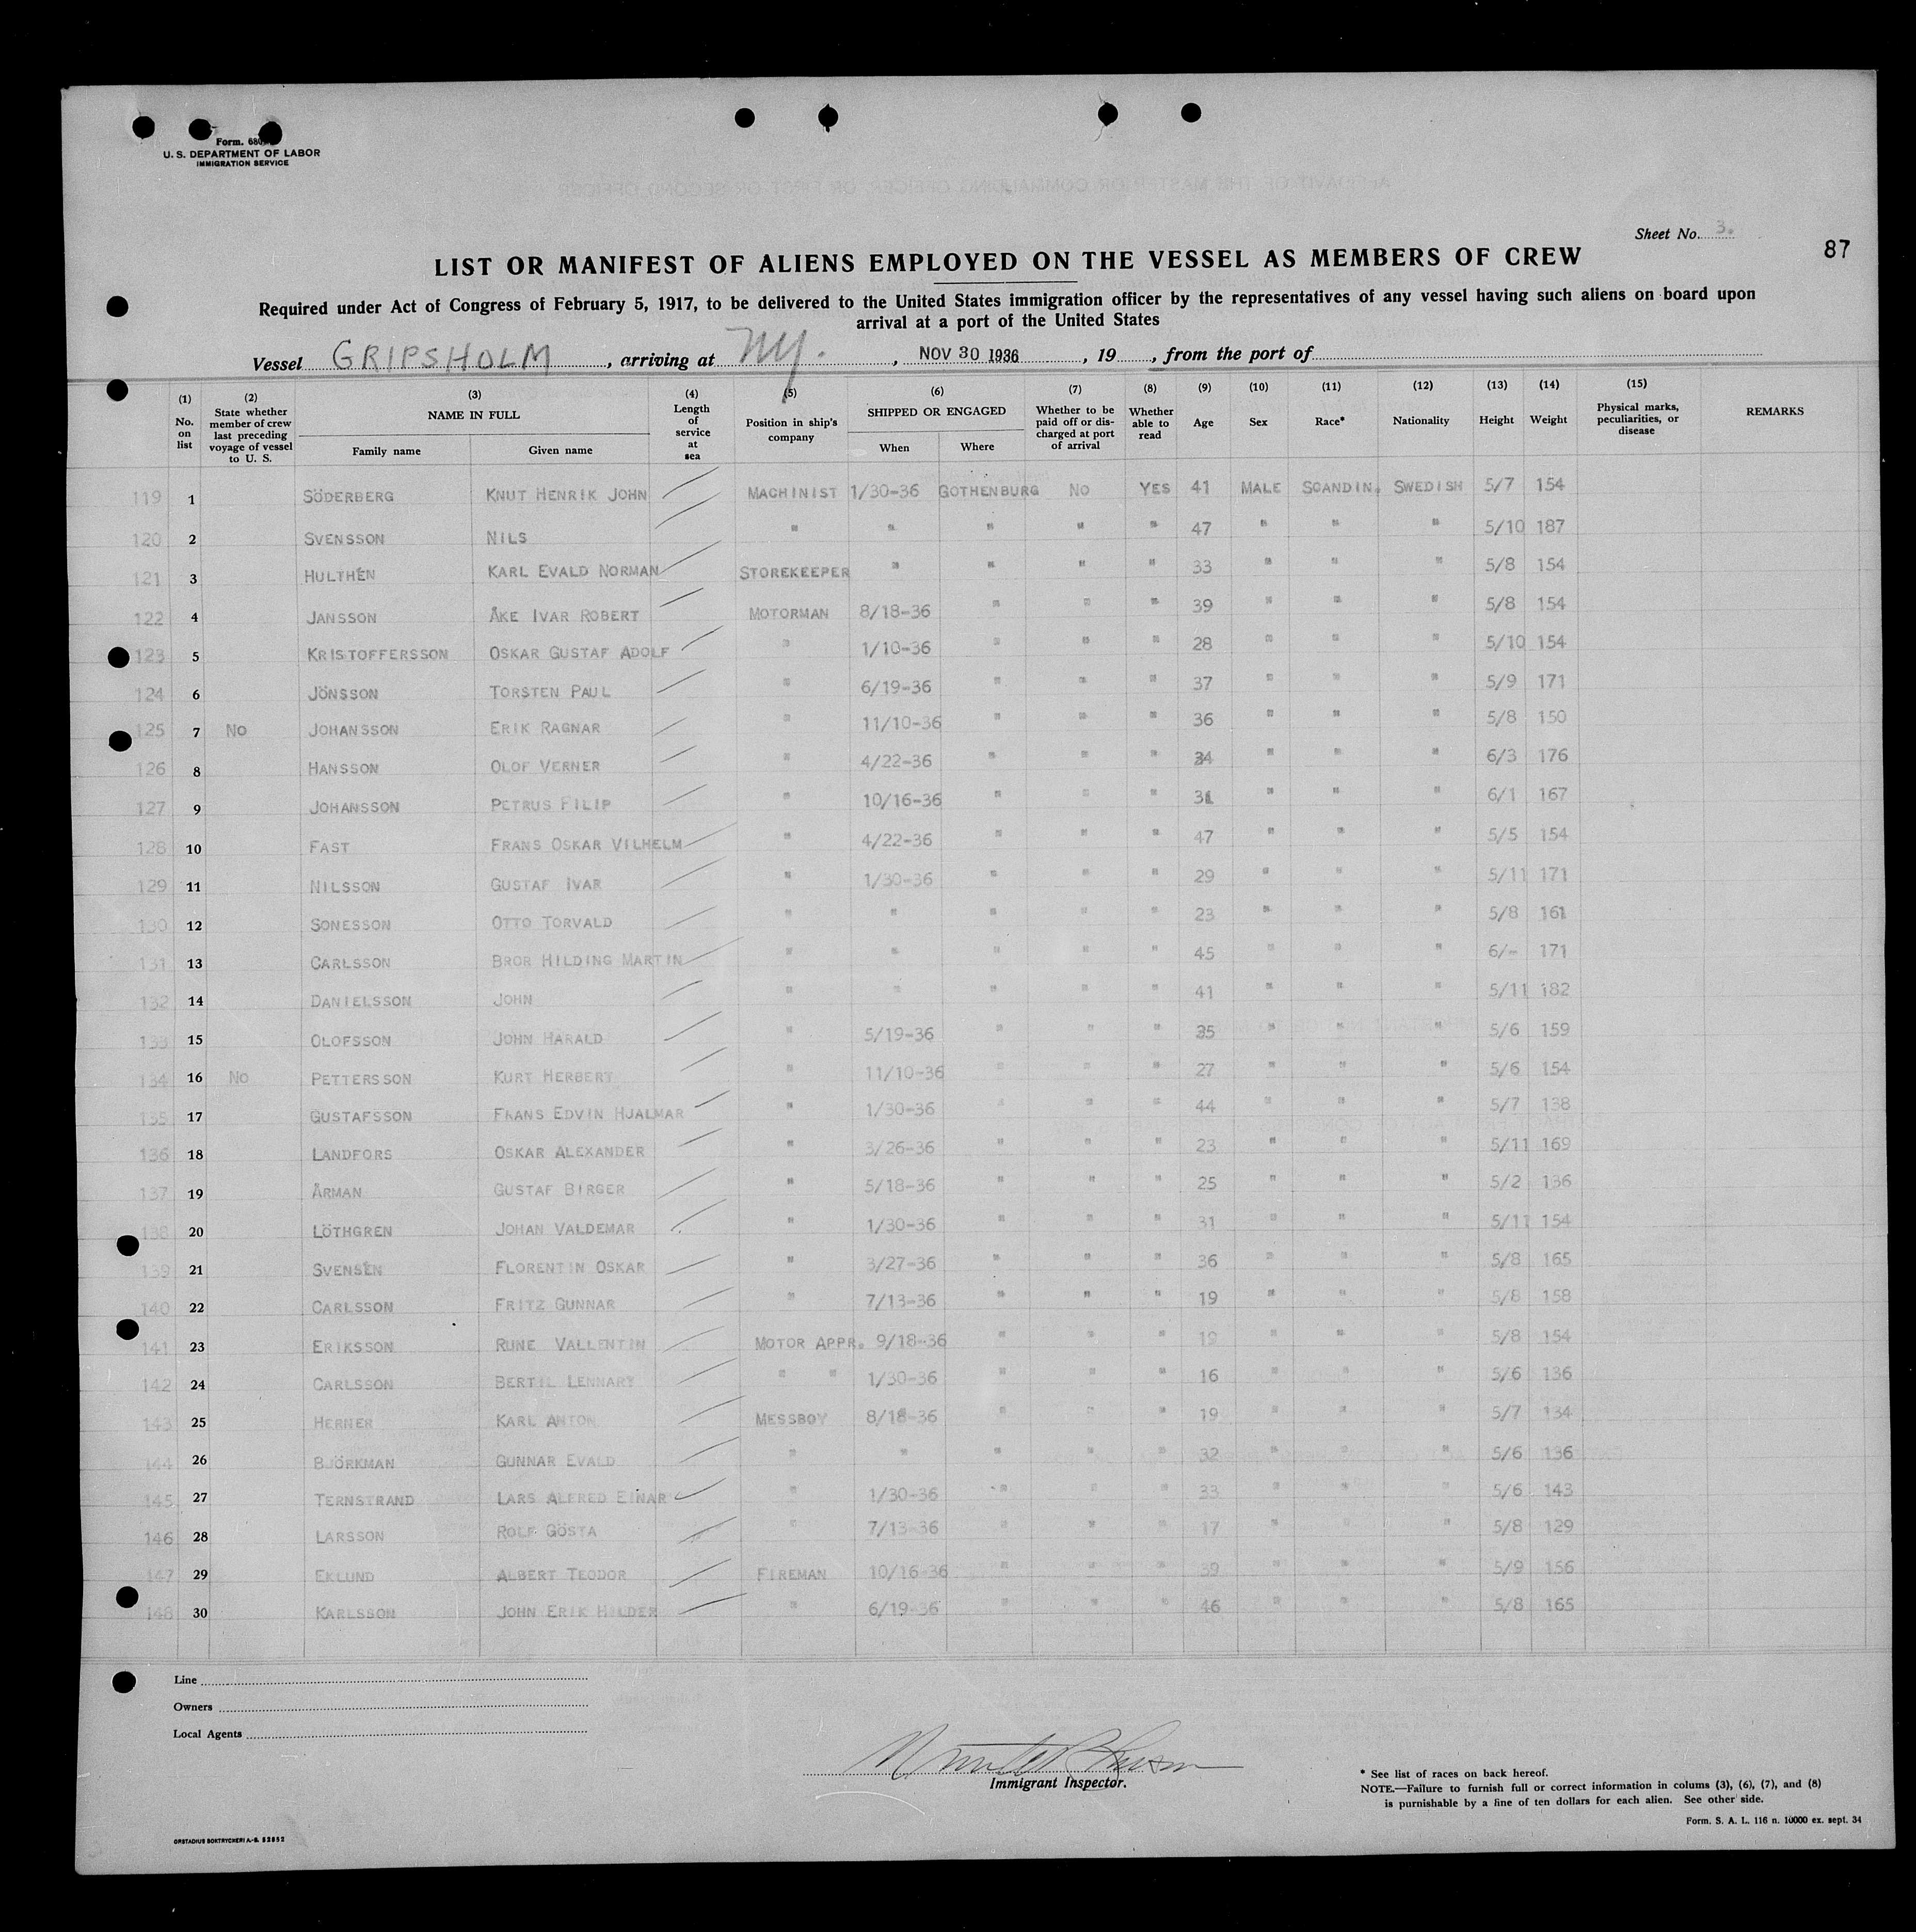 Form. 680
U. S. DEPARTMENT OF LABOR
IMMIGRATION SERVICE
Sheet No. 3.
87
LIST OR MANIFEST OF ALIENS EMPLOYED ON THE VESSEL AS MEMBERS OF CREW
Required under Act of Congress of February 5, 1917, to be delivered to the United States immigration officer by the representatives of any vessel having such aliens on board upon
arrival at a port of the United States
Vessel GRIPSHOLM, arriving at NY., NOV 30 1936, 19, from the port of
(1) No. on list (2) State whether member of crew last preceding voyage of vessel to U. S. (3) NAME IN FULL Family name Given name (4) Length of service at sea (5) Position in ship's company (6) SHIPPED OR ENGAGED When Where (7) Whether to be paid off or discharged at port of arrival (8) Whether able to read (9) Age (10) Sex (11) Race* (12) Nationality (13) Height (14) Weight (15) Physical marks, peculiarities, or disease REMARKS
119 1 SÖDERBERG KNUT HENRIK JOHN MACHINIST 1/30-36 GOTHENBURG NO YES 41 MALE SCANDIN. SWEDISH 5/7 154
120 2 SVENSSON NILS " " " " " 47 " " " 5/10 187
121 3 HULTHÉN KARL EVALD NORMAN STOREKEEPER " " " " 33 " " " 5/8 154
122 4 JANSSON ÅKE IVAR ROBERT MOTORMAN 8/18-36 " " " 39 " " " 5/8 154
123 5 KRISTOFFERSSON OSKAR GUSTAF ADOLF " 1/10-36 " " " 28 " " " 5/10 154
124 6 JÖNSSON TORSTEN PAUL " 6/19-36 " " " 37 " " " 5/9 171
125 7 NO JOHANSSON ERIK RAGNAR " 11/10-36 " " " 36 " " " 5/8 150
126 8 HANSSON OLOF VERNER " 4/22-36 " " " 34 " " " 6/3 176
127 9 JOHANSSON PETRUS FILIP " 10/16-36 " " " 31 " " " 6/1 167
128 10 FAST FRANS OSKAR VILHELM " 4/22-36 " " " 47 " " " 5/5 154
129 11 NILSSON GUSTAF IVAR " 1/30-36 " " " 29 " " " 5/11 171
130 12 SONESSON OTTO TORVALD " " " " " 23 " " " 5/8 161
131 13 CARLSSON BROR HILDING MARTIN " " " " " 45 " " " 6/- 171
132 14 DANIELSSON JOHN " " " " " 41 " " " 5/11 182
133 15 OLOFSSON JOHN HARALD " 5/19-36 " " " 35 " " " 5/6 159
134 16 NO PETTERSSON KURT HERBERT " 11/10-36 " " " 27 " " " 5/6 154
135 17 GUSTAFSSON FRANS EDVIN HJALMAR " 1/30-36 " " " 44 " " " 5/7 138
136 18 LANDFORS OSKAR ALEXANDER " 3/26-36 " " " 23 " " " 5/11 169
137 19 ÅRMAN GUSTAF BIRGER " 5/18-36 " " " 25 " " " 5/2 136
138 20 LÖTHGREN JOHAN VALDEMAR " 1/30-36 " " " 31 " " " 5/11 154
139 21 SVENSÉN FLORENTIN OSKAR " 3/27-36 " " " 36 " " " 5/8 165
140 22 CARLSSON FRITZ GUNNAR " 7/13-36 " " " 19 " " " 5/8 158
141 23 ERIKSSON RUNE VALLENTIN MOTOR APPR. 9/18-36 " " " 19 " " " 5/8 154
142 24 CARLSSON BERTIL LENNART " " 1/30-36 " " " 16 " " " 5/6 136
143 25 HERNER KARL ANTON MESSBOY 8/18-36 " " " 19 " " " 5/7 134
144 26 BJÖRKMAN GUNNAR EVALD " " " " " 32 " " " 5/6 136
145 27 TERNSTRAND LARS ALFRED EINAR " 1/30-36 " " " 33 " " " 5/6 143
146 28 LARSSON ROLF GÖSTA " 7/13-36 " " " 17 " " " 5/8 129
147 29 EKLUND ALBERT TEODOR FIREMAN 10/16-36 " " " 39 " " " 5/9 156
148 30 KARLSSON JOHN ERIK HILDER " 6/19-36 " " " 46 " " " 5/8 165
Line
Owners
Local Agents
Immigrant Inspector.
* See list of races on back hereof.
NOTE.—Failure to furnish full or correct information in colums (3), (6), (7), and (8)
is punishable by a fine of ten dollars for each alien. See other side.
Form. S. A. L. 116 n. 10000 ex. sept. 34
ORSTADIUS BOKTRYCKERI A.-B. 52852